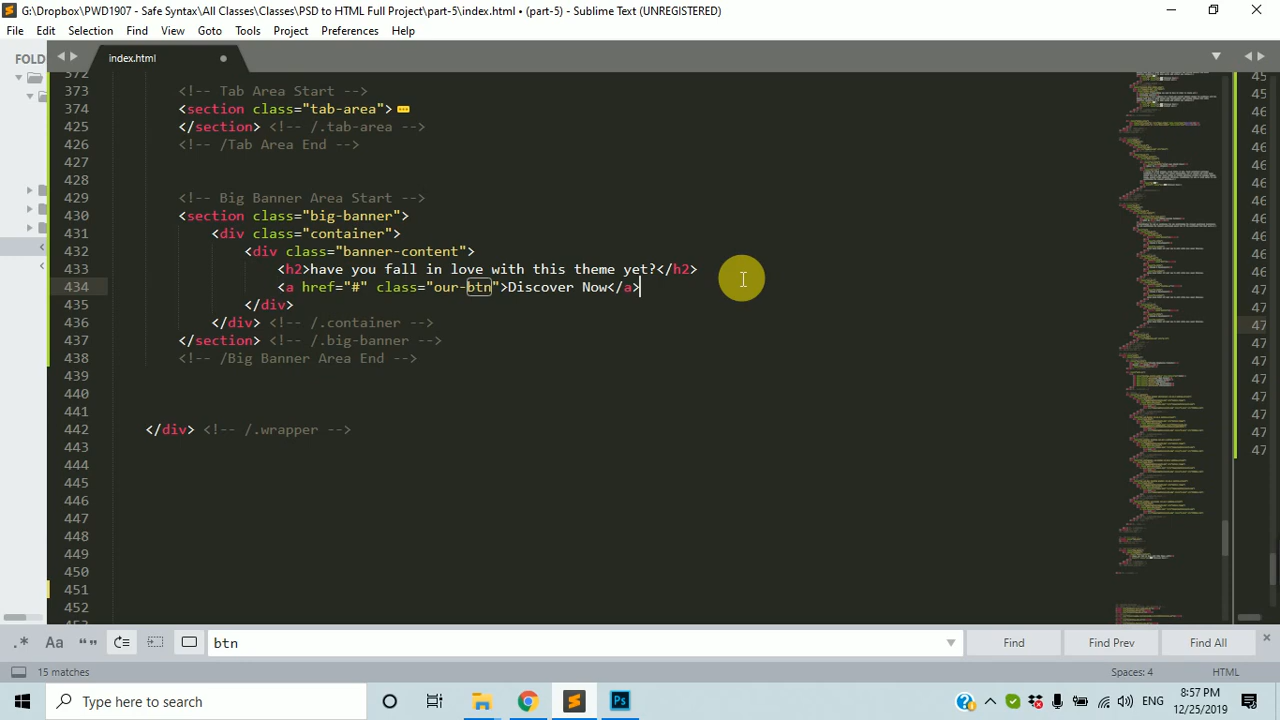 G:\Dropbox\PWD1907 - Safe Syntax\All Classes\Classes\PSD to HTML Full Project\part-5\index.html • (part-5) - Sublime Text (UNREGISTERED)
File Edit Selection Find View Goto Tools Project Preferences Help
FOLD
index.html
372
373 <!-- Tab Area Start -->
374 <section class="tab-area">
425 </section> <!-- /.tab-area -->
426 <!-- /Tab Area End -->
427
428
429 <!-- Big Banner Area Start -->
430 <section class="big-banner">
431 <div class="container">
432 <div class="banner-content">
433 <h2>have you fall in love with this theme yet?</h2>
434 <a href="#" class="our-btn">Discover Now</a>
435 </div>
436 </div> <!-- /.container -->
437 </section> <!-- /.big-banner -->
438 <!-- /Big Banner Area End -->
439
440
441
442 </div> <!-- /.wrapper -->
443
444
445
446
447
448
449
450
451
452
.* Aa “” btn Find Find Prev Find All
15 matches Spaces: 4 HTML
Type here to search
ENG
8:57 PM
12/25/2019